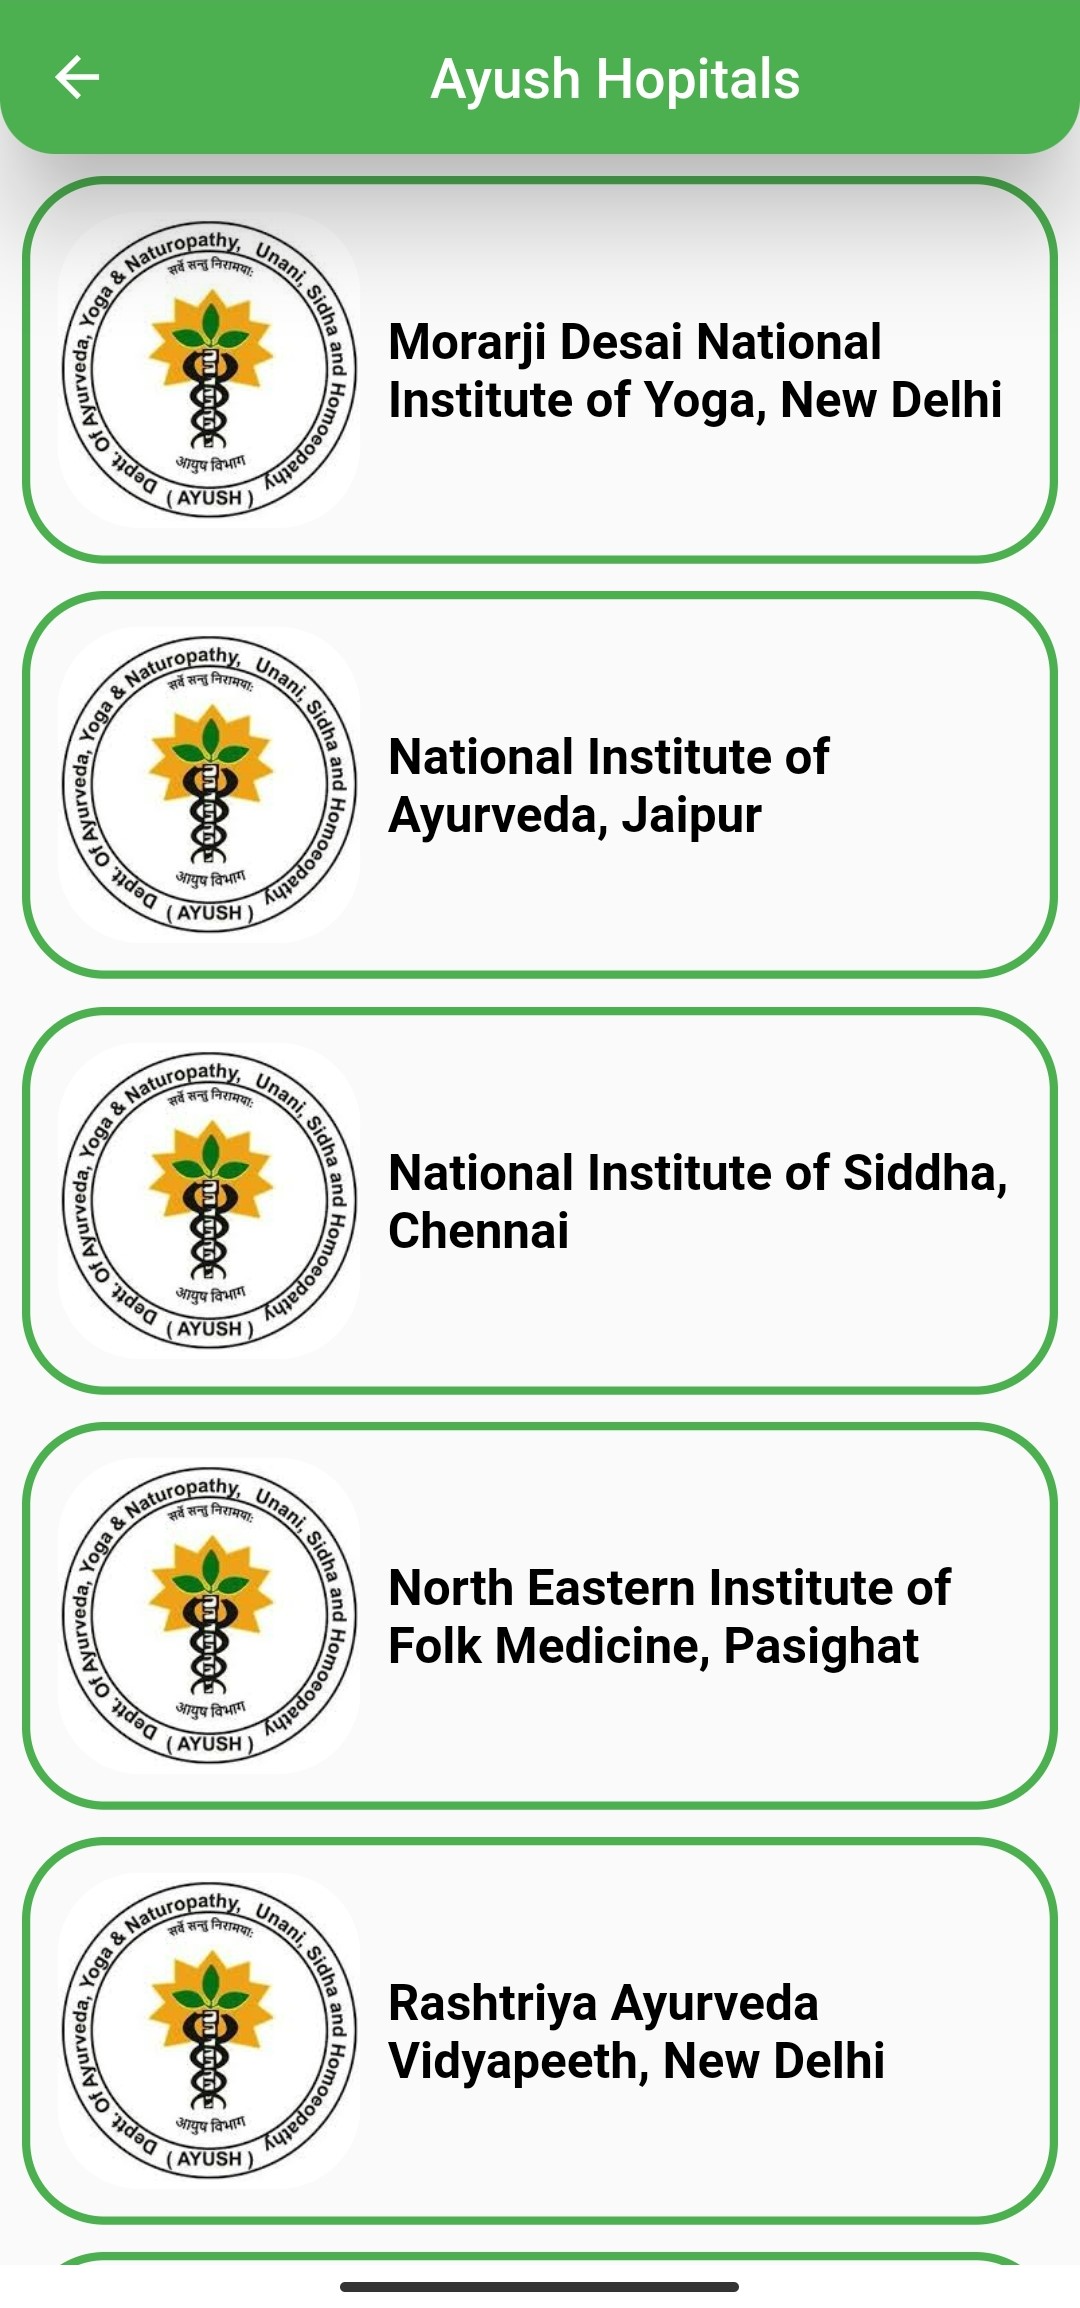 Ayush Hopitals
Deptt. Of Ayurveda, Yoga & Naturopathy, Unani, Sidha and Homoeopathy
सर्वे सन्तु निरामयाः
आयुष विभाग
( AYUSH )
Morarji Desai National
Institute of Yoga, New Delhi
Deptt. Of Ayurveda, Yoga & Naturopathy, Unani, Sidha and Homoeopathy
सर्वे सन्तु निरामयाः
आयुष विभाग
( AYUSH )
National Institute of
Ayurveda, Jaipur
Deptt. Of Ayurveda, Yoga & Naturopathy, Unani, Sidha and Homoeopathy
सर्वे सन्तु निरामयाः
आयुष विभाग
( AYUSH )
National Institute of Siddha,
Chennai
Deptt. Of Ayurveda, Yoga & Naturopathy, Unani, Sidha and Homoeopathy
सर्वे सन्तु निरामयाः
आयुष विभाग
( AYUSH )
North Eastern Institute of
Folk Medicine, Pasighat
Deptt. Of Ayurveda, Yoga & Naturopathy, Unani, Sidha and Homoeopathy
सर्वे सन्तु निरामयाः
आयुष विभाग
( AYUSH )
Rashtriya Ayurveda
Vidyapeeth, New Delhi